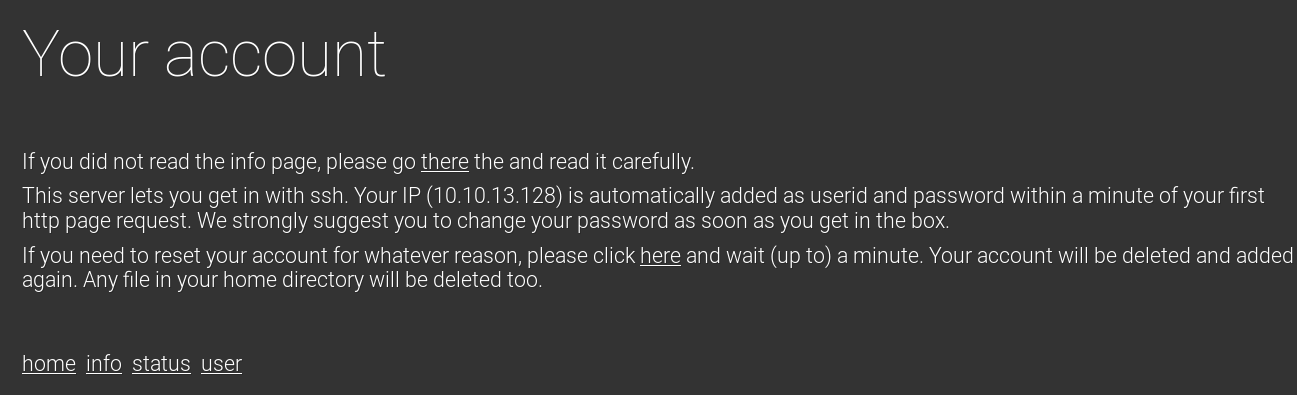 Your account
If you did not read the info page, please go there the and read it carefully.
This server lets you get in with ssh. Your IP (10.10.13.128) is automatically added as userid and password within a minute of your first
http page request. We strongly suggest you to change your password as soon as you get in the box.
If you need to reset your account for whatever reason, please click here and wait (up to) a minute. Your account will be deleted and added
again. Any file in your home directory will be deleted too.
home info status user